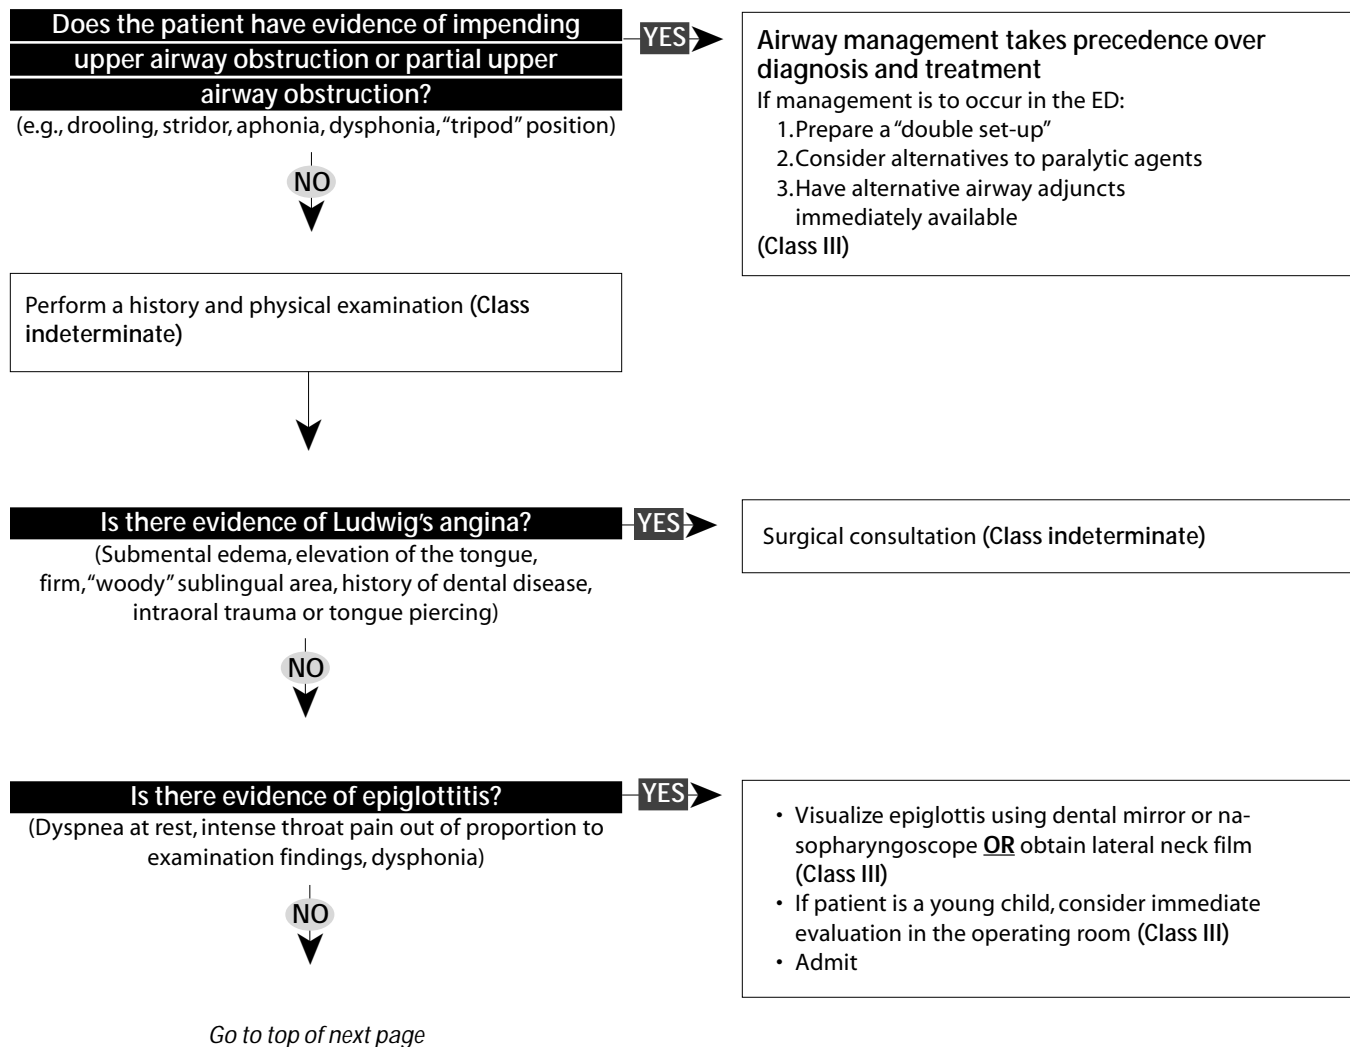 Does the patient have evidence of impending
upper airway obstruction or partial upper
airway obstruction?
(e.g., drooling, stridor, aphonia, dysphonia, “tripod” position)
YES
Airway management takes precedence over
diagnosis and treatment
If management is to occur in the ED:
1. Prepare a “double set-up”
2. Consider alternatives to paralytic agents
3. Have alternative airway adjuncts
immediately available
(Class III)
NO
Perform a history and physical examination (Class
indeterminate)
Is there evidence of Ludwig’s angina?
(Submental edema, elevation of the tongue,
firm, “woody” sublingual area, history of dental disease,
intraoral trauma or tongue piercing)
YES
Surgical consultation (Class indeterminate)
NO
Is there evidence of epiglottitis?
(Dyspnea at rest, intense throat pain out of proportion to
examination findings, dysphonia)
YES
• Visualize epiglottis using dental mirror or na-
sopharyngoscope OR obtain lateral neck film
(Class III)
• If patient is a young child, consider immediate
evaluation in the operating room (Class III)
• Admit
NO
Go to top of next page